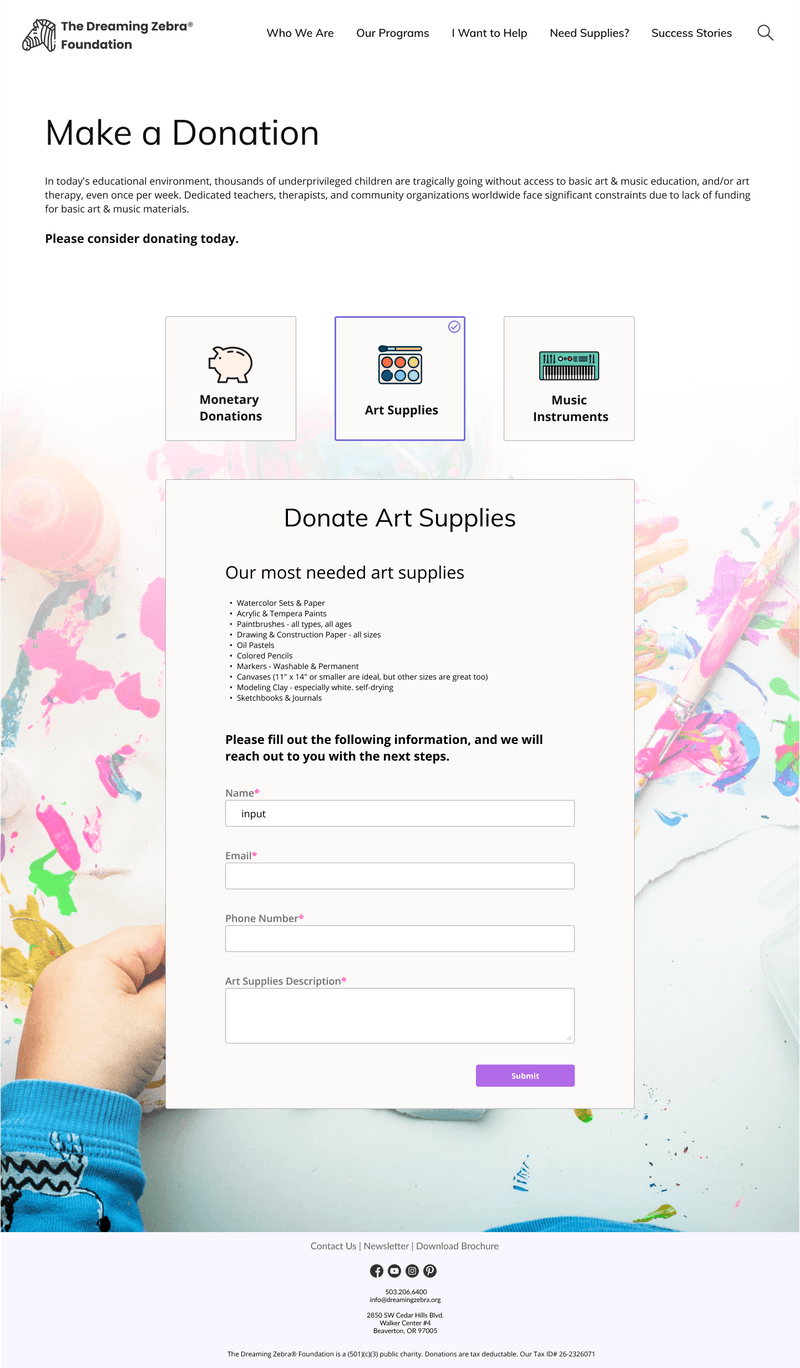 The Dreaming Zebra®
Foundation
Who We Are
Our Programs
I Want to Help
Need Supplies?
Success Stories
Make a Donation
In today's educational environment, thousands of underprivileged children are tragically going without access to basic art & music education, and/or art
therapy, even once per week. Dedicated teachers, therapists, and community organizations worldwide face significant constraints due to lack of funding
for basic art & music materials.
Please consider donating today.
Monetary
Donations
Art Supplies
Music
Instruments
Donate Art Supplies
Our most needed art supplies
• Watercolor Sets & Paper
• Acrylic & Tempera Paints
• Paintbrushes - all types, all ages
• Drawing & Construction Paper - all sizes
• Oil Pastels
• Colored Pencils
• Markers - Washable & Permanent
• Canvases (11" x 14" or smaller are ideal, but other sizes are great too)
• Modeling Clay - especially white. self-drying
• Sketchbooks & Journals
Please fill out the following information, and we will
reach out to you with the next steps.
Name*
input
Email*
Phone Number*
Art Supplies Description*
Submit
Contact Us | Newsletter | Download Brochure
503.206.6400
info@dreamingzebra.org
2850 SW Cedar Hills Blvd.
Walker Center #4
Beaverton, OR 97005
The Dreaming Zebra® Foundation is a (501)(c)(3) public charity. Donations are tax deductable. Our Tax ID# 26-2326071